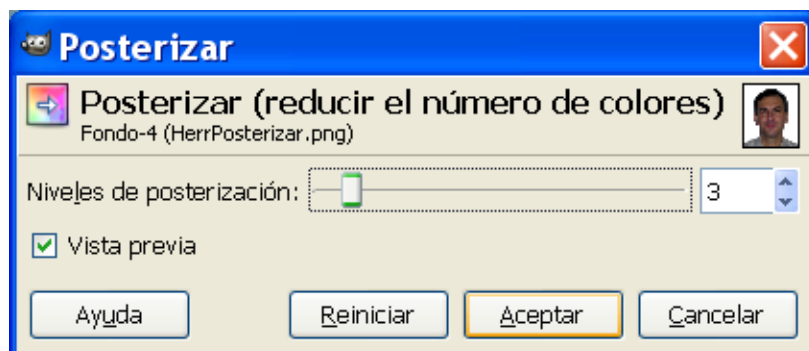 Posterizar
Posterizar (reducir el número de colores)
Fondo-4 (HerrPosterizar.png)
Niveles de posterización: 3
Vista previa
Ayuda Reiniciar Aceptar Cancelar